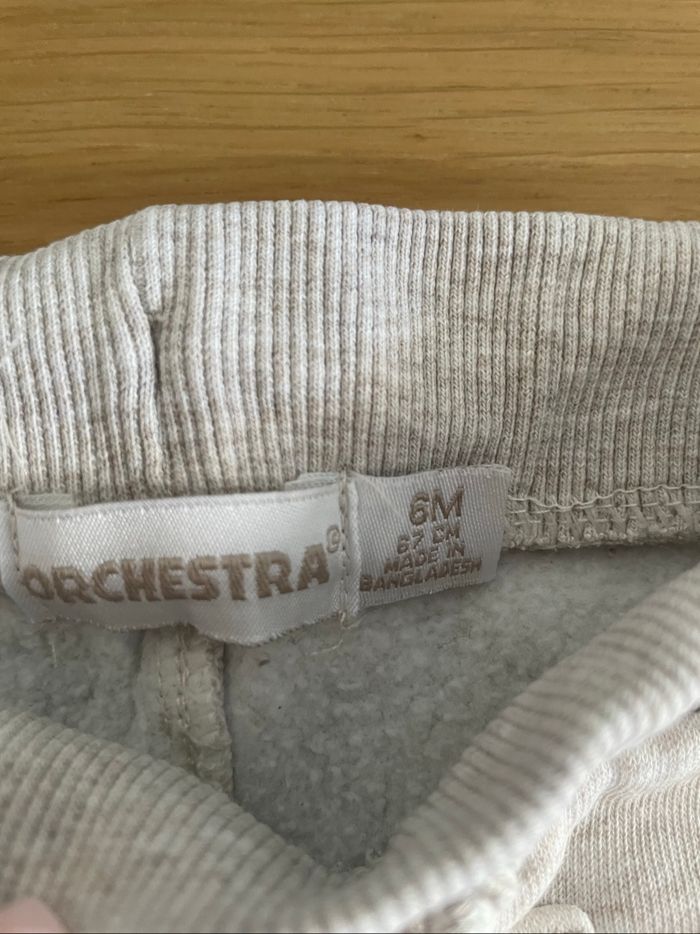 ORCHESTRA®
6M
67 CM
MADE IN
BANGLADESH